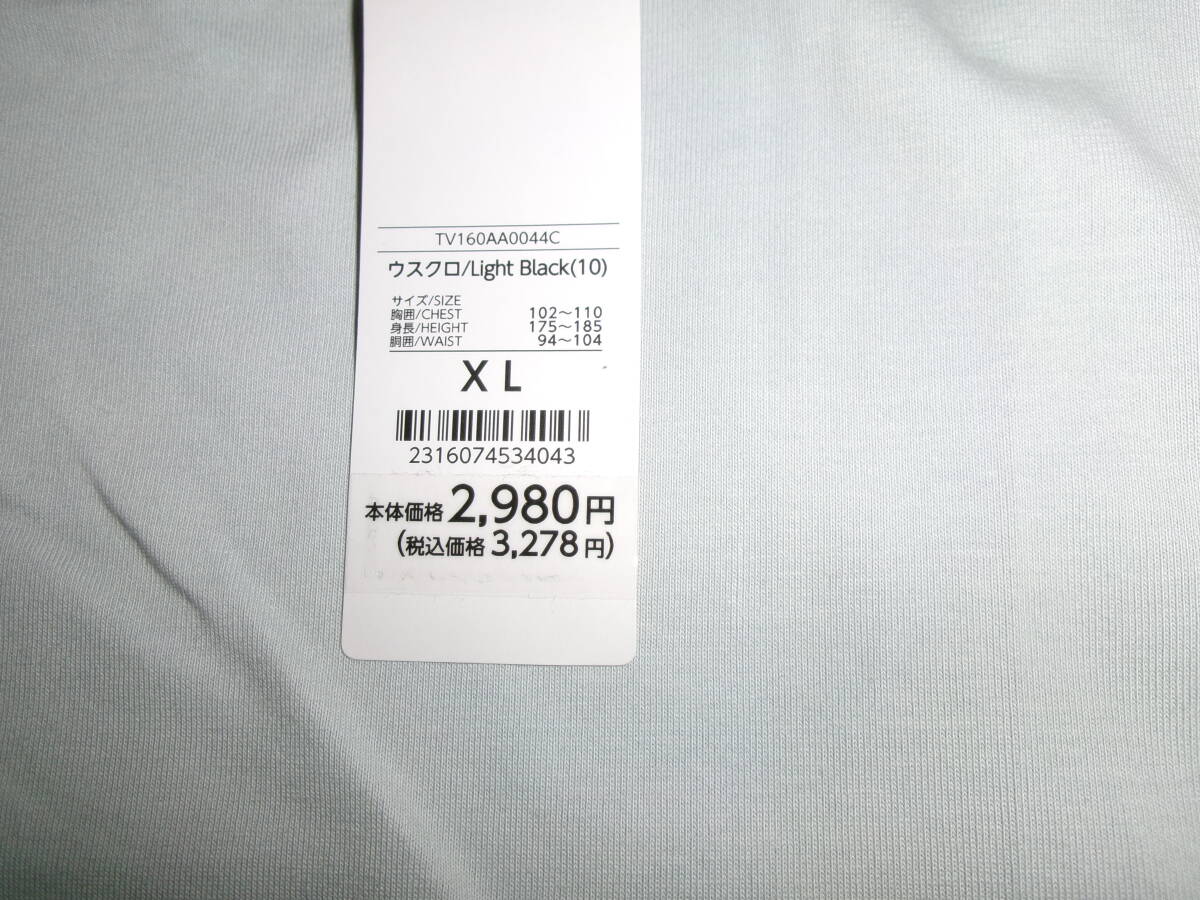 TV160AA0044C
ウスクロ/Light Black(10)
サイズ/SIZE
胸囲/CHEST 102～110
身長/HEIGHT 175～185
胴囲/WAIST 94～104
XL
2316074534043
本体価格2,980円
(税込価格3,278円)